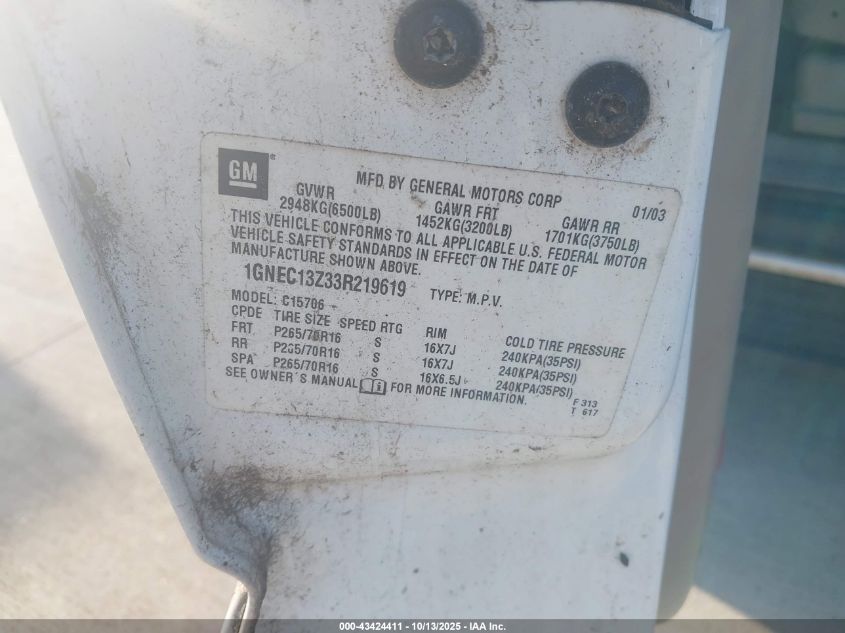 GM ® MFD BY GENERAL MOTORS CORP 01/03
GVWR GAWR FRT GAWR RR
2948KG(6500LB) 1452KG(3200LB) 1701KG(3750LB)
THIS VEHICLE CONFORMS TO ALL APPLICABLE U.S. FEDERAL MOTOR
VEHICLE SAFETY STANDARDS IN EFFECT ON THE DATE OF
MANUFACTURE SHOWN ABOVE.
1GNEC13Z33R219619 TYPE: M.P.V.
MODEL: C15706
CPDE TIRE SIZE SPEED RTG RIM COLD TIRE PRESSURE
FRT P265/70R16 S 16X7J 240KPA(35PSI)
RR P265/70R16 S 16X7J 240KPA(35PSI)
SPA P265/70R16 S 16X6.5J 240KPA(35PSI)
SEE OWNER'S MANUAL i FOR MORE INFORMATION.
F 313
T 617
000-43424411 - 10/13/2025 - IAA Inc.